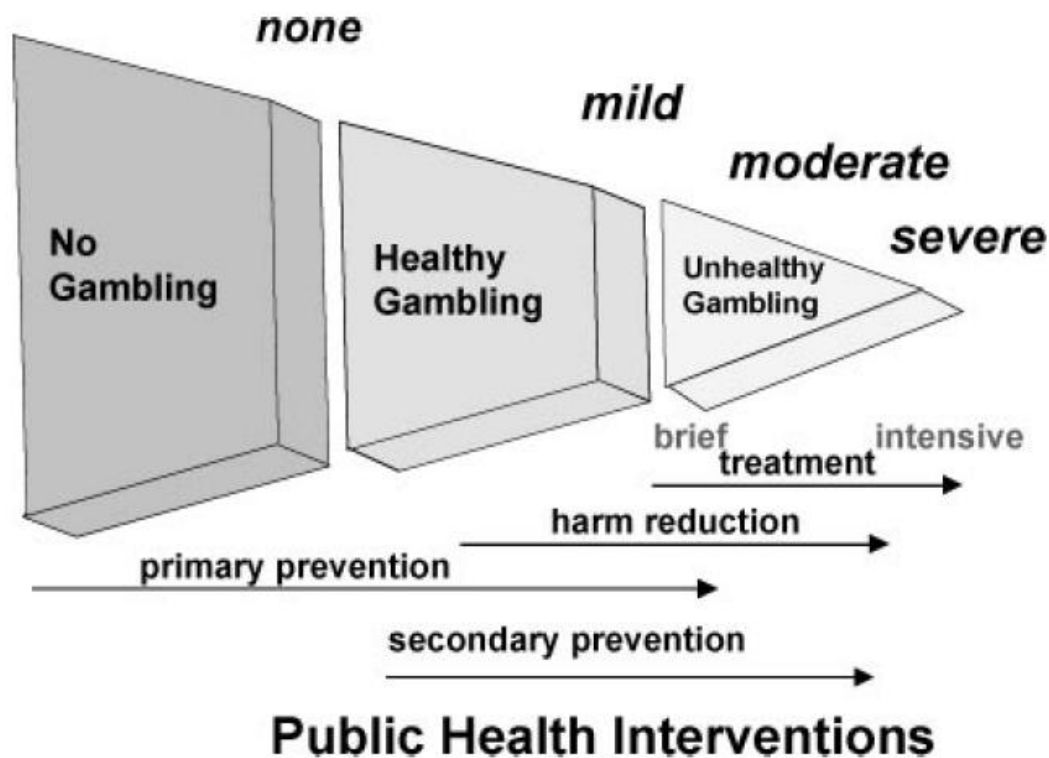 none
mild
moderate
severe
No
Gambling
Healthy
Gambling
Unhealthy
Gambling
brief
intensive
treatment
harm reduction
primary prevention
secondary prevention
Public Health Interventions